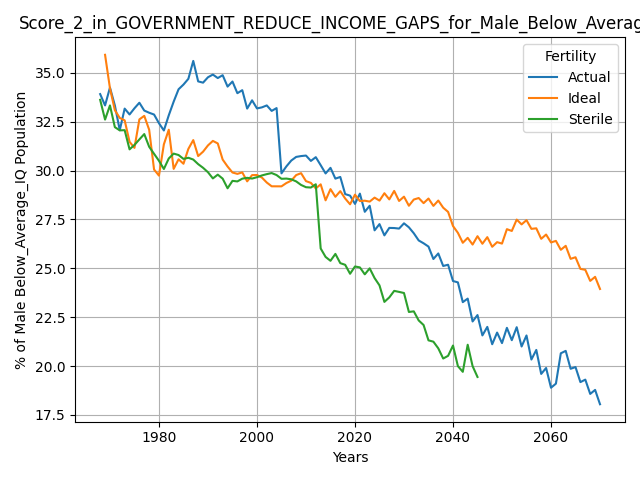 Score_2_in_GOVERNMENT_REDUCE_INCOME_GAPS_for_Male_Below_Averag
% of Male Below_Average_IQ Population
35.0
32.5
30.0
27.5
25.0
22.5
20.0
17.5
Fertility
Actual
Ideal
Sterile
1980
2000
2020
2040
2060
Years